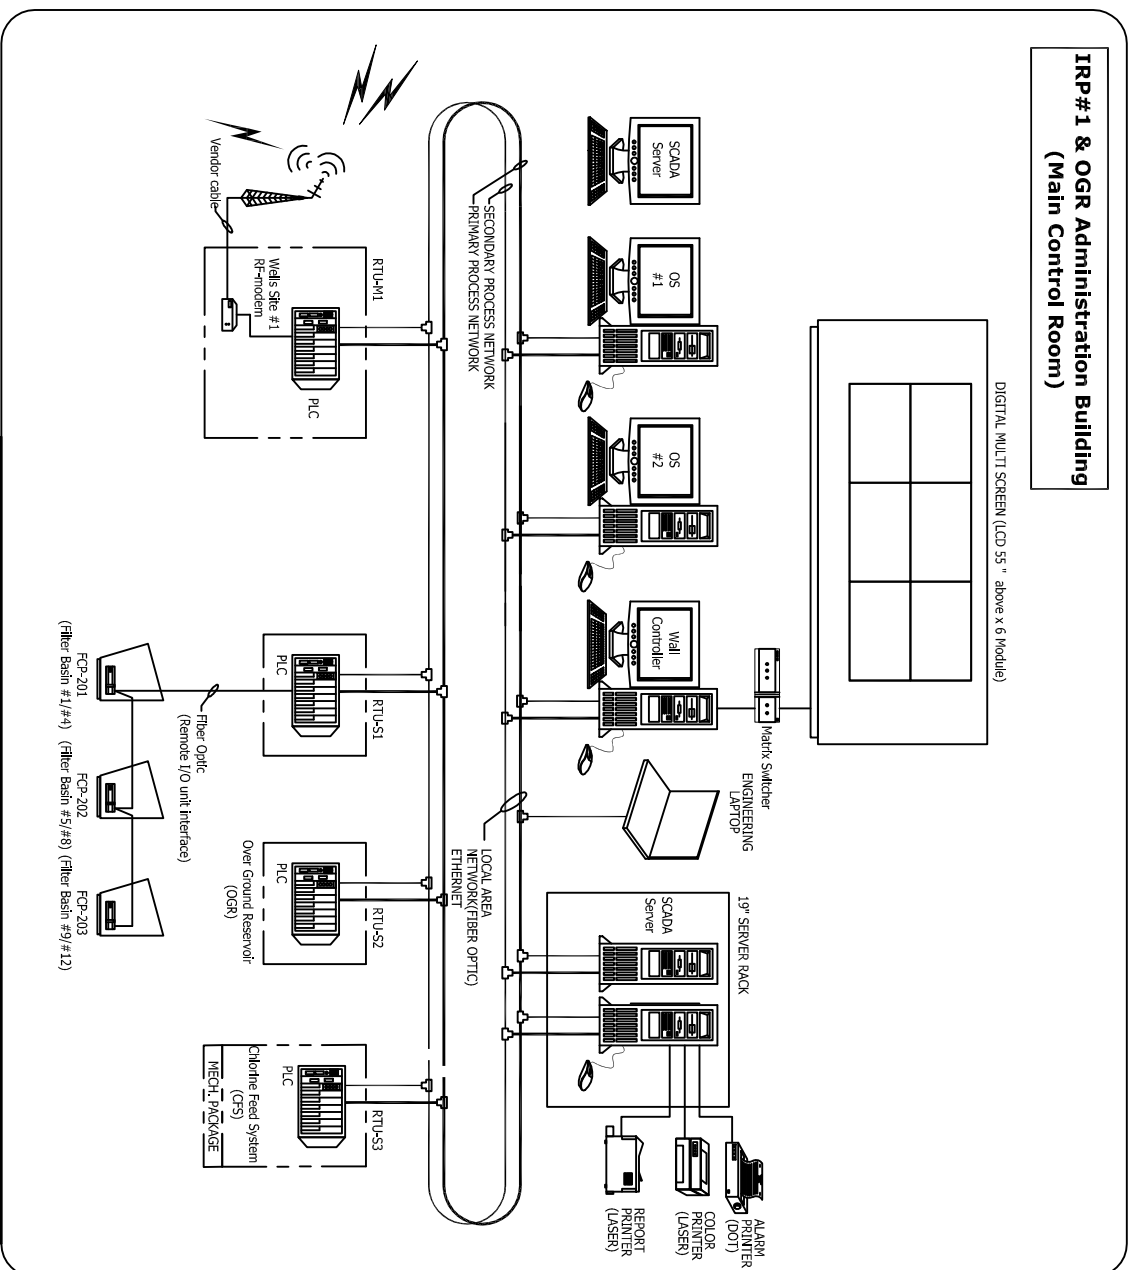 IRP#1 & OGR Administration Building
(Main Control Room)
DIGITAL MULTI SCREEN (LCD 55 " above x 6 Module)
SCADA
Server
OS
#1
OS
#2
Wall
Controller
Matrix Switcher
ENGINEERING
LAPTOP
19" SERVER RACK
SCADA
Server
ALARM
PRINTER
(DOT)
COLOR
PRINTER
(LASER)
REPORT
PRINTER
(LASER)
SECONDARY PROCESS NETWORK
PRIMARY PROCESS NETWORK
LOCAL AREA
NETWORK(FIBER OPTIC)
ETHERNET
Vendor cable
RTU-M1
Wells Site #1
RF-modem
PLC
RTU-S1
PLC
Fiber Optic
(Remote I/O unit interface)
RTU-S2
PLC
Over Ground Reservoir
(OGR)
RTU-S3
PLC
Chlorine Feed System
(CFS)
MECH. PACKAGE
FCP-201
(Filter Basin #1/#4)
FCP-202
(Filter Basin #5/#8)
FCP-203
(Filter Basin #9/#12)